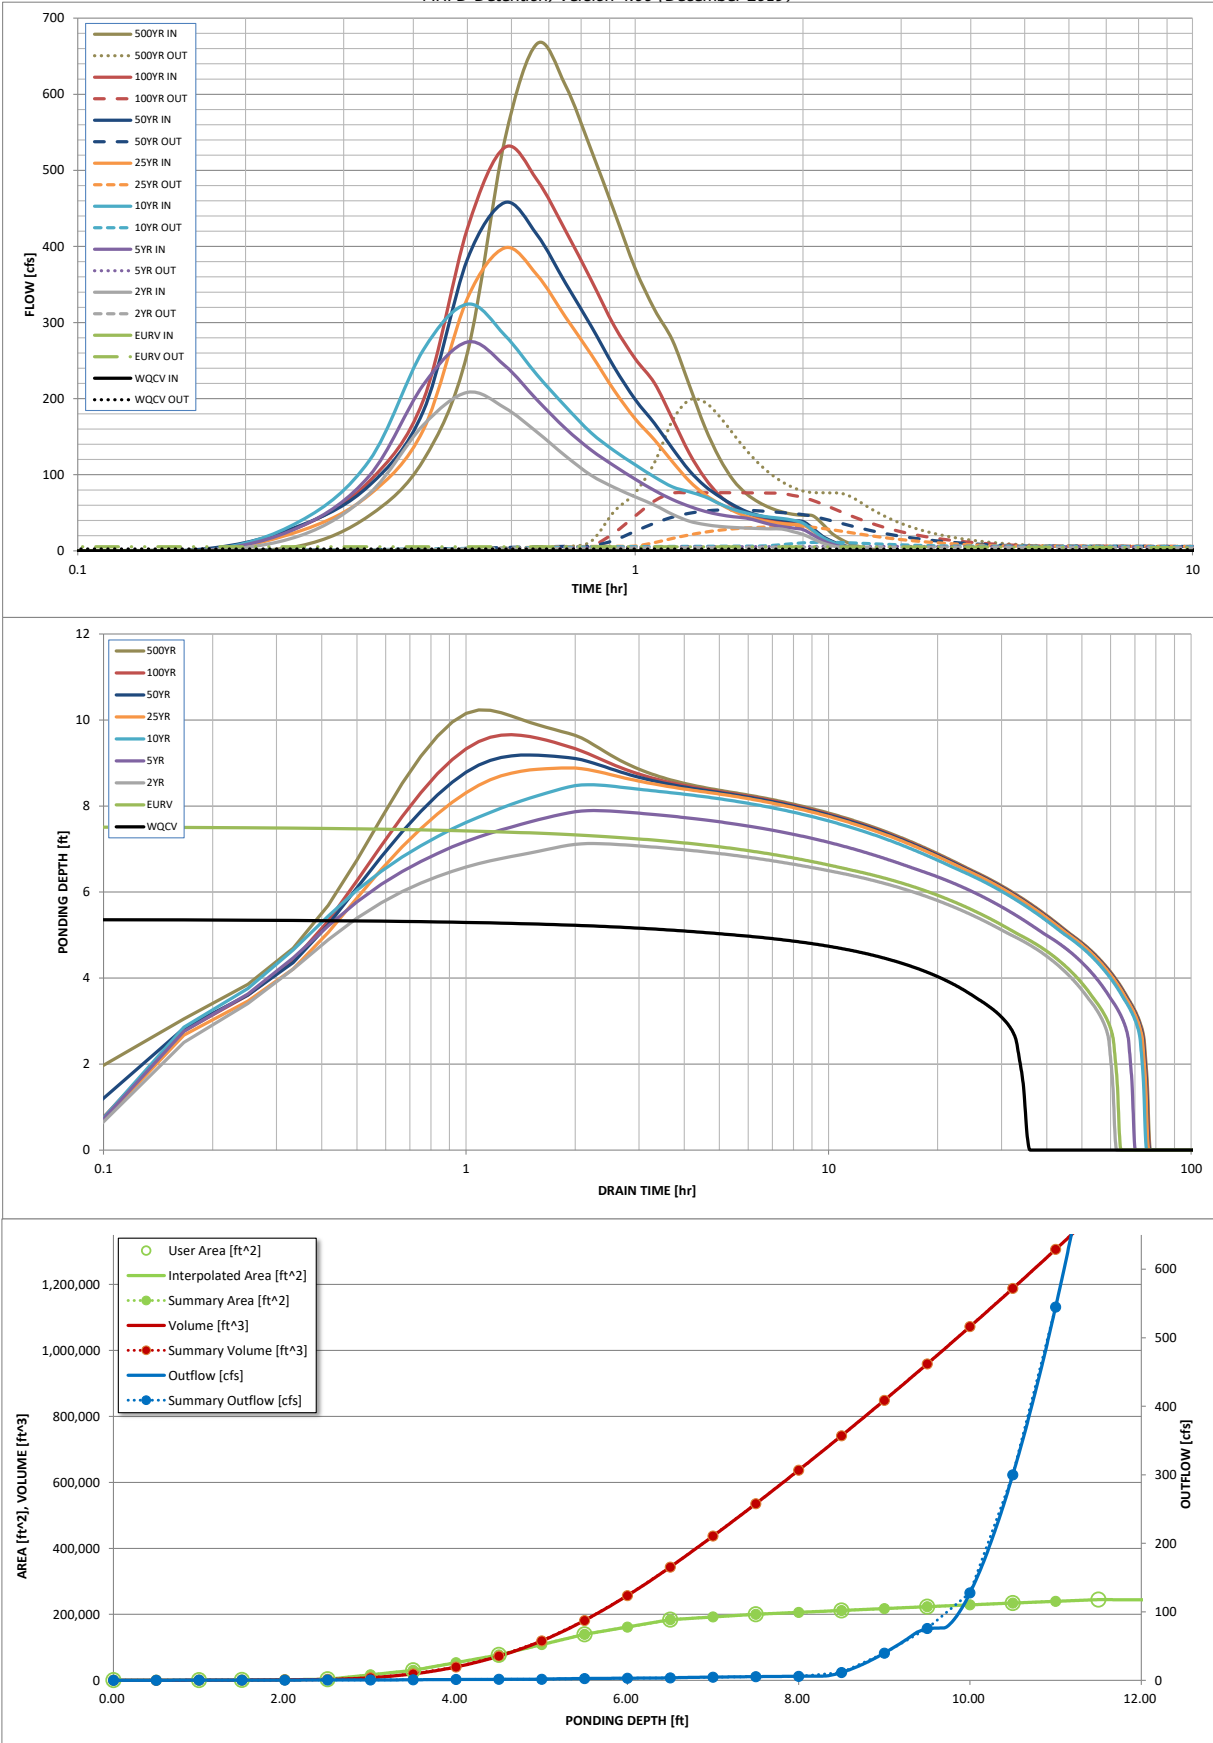 MHFD-Detention, Version 4.00 (December 2019)
700
600
500
400
300
200
100
0
FLOW [cfs]
500YR IN
500YR OUT
100YR IN
100YR OUT
50YR IN
50YR OUT
25YR IN
25YR OUT
10YR IN
10YR OUT
5YR IN
5YR OUT
2YR IN
2YR OUT
EURV IN
EURV OUT
WQCV IN
WQCV OUT
0.1 1 10
TIME [hr]
12
10
8
6
4
2
0
PONDING DEPTH [ft]
500YR
100YR
50YR
25YR
10YR
5YR
2YR
EURV
WQCV
0.1 1 10 100
DRAIN TIME [hr]
User Area [ft^2]
Interpolated Area [ft^2]
Summary Area [ft^2]
Volume [ft^3]
Summary Volume [ft^3]
Outflow [cfs]
Summary Outflow [cfs]
1,200,000
1,000,000
800,000
600,000
400,000
200,000
0
AREA [ft^2], VOLUME [ft^3]
600
500
400
300
200
100
0
OUTFLOW [cfs]
0.00 2.00 4.00 6.00 8.00 10.00 12.00
PONDING DEPTH [ft]